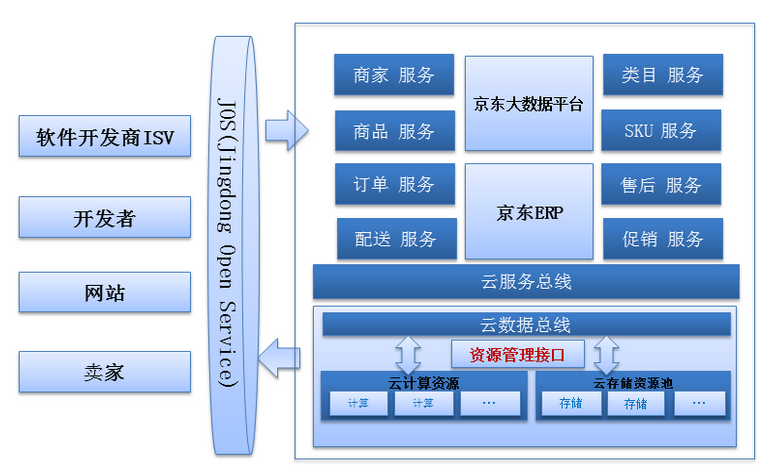 软件开发商ISV
开发者
网站
卖家
JOS(Jingdong Open Service)
商家 服务
商品 服务
订单 服务
配送 服务
京东大数据平台
京东ERP
类目 服务
SKU 服务
售后 服务
促销 服务
云服务总线
云数据总线
资源管理接口
云计算资源
计算
计算
...
云存储资源池
存储
存储
...